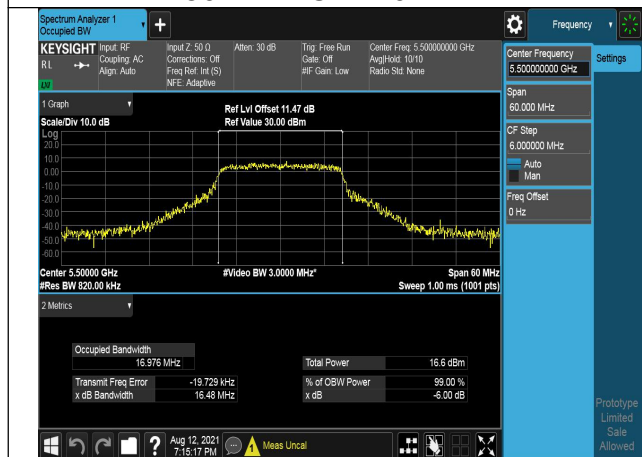 Spectrum Analyzer 1
Occupied BW
Frequency
KEYSIGHT Input: RF
R L
Coupling: AC
Align: Auto
LXI
Input Z: 50 Ω
Corrections: Off
Freq Ref: Int (S)
NFE: Adaptive
Atten: 30 dB
Trig: Free Run
Gate: Off
#IF Gain: Low
Center Freq: 5.500000000 GHz
Avg|Hold: 10/10
Radio Std: None
Center Frequency
5.500000000 GHz
Settings
Span
60.000 MHz
CF Step
6.000000 MHz
Auto
Man
Freq Offset
0 Hz
1 Graph
Scale/Div 10.0 dB
Ref Lvl Offset 11.47 dB
Ref Value 30.00 dBm
Log
20.0
10.0
0.00
-10.0
-20.0
-30.0
-40.0
-50.0
-60.0
Center 5.50000 GHz
#Video BW 3.0000 MHz*
Span 60 MHz
#Res BW 820.00 kHz
Sweep 1.00 ms (1001 pts)
2 Metrics
Occupied Bandwidth
16.976 MHz
Total Power 16.6 dBm
Transmit Freq Error -19.729 kHz
% of OBW Power 99.00 %
x dB Bandwidth 16.48 MHz
x dB -6.00 dB
Prototype
Limited
Sale
Allowed
?
Aug 12, 2021
7:15:17 PM
Meas Uncal